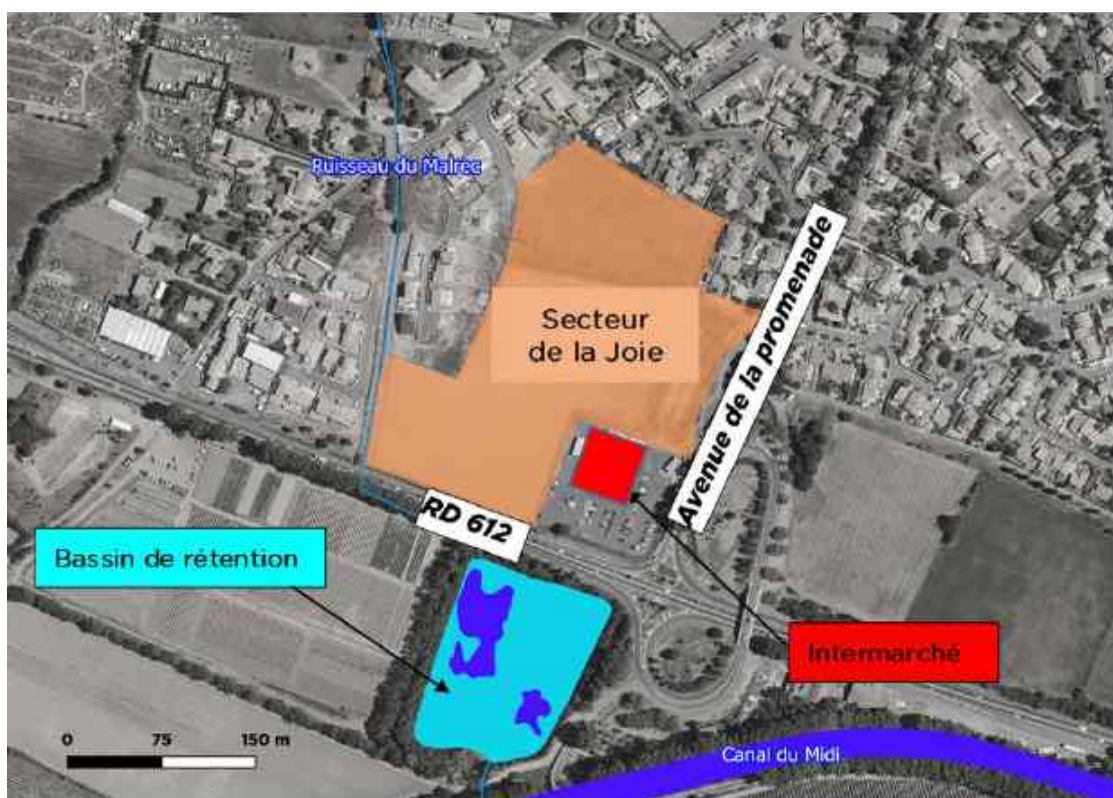 Ruisseau du Malrec
Secteur
de la Joie
Avenue de la promenade
RD 612
Bassin de rétention
Intermarché
0 75 150 m
Canal du Midi